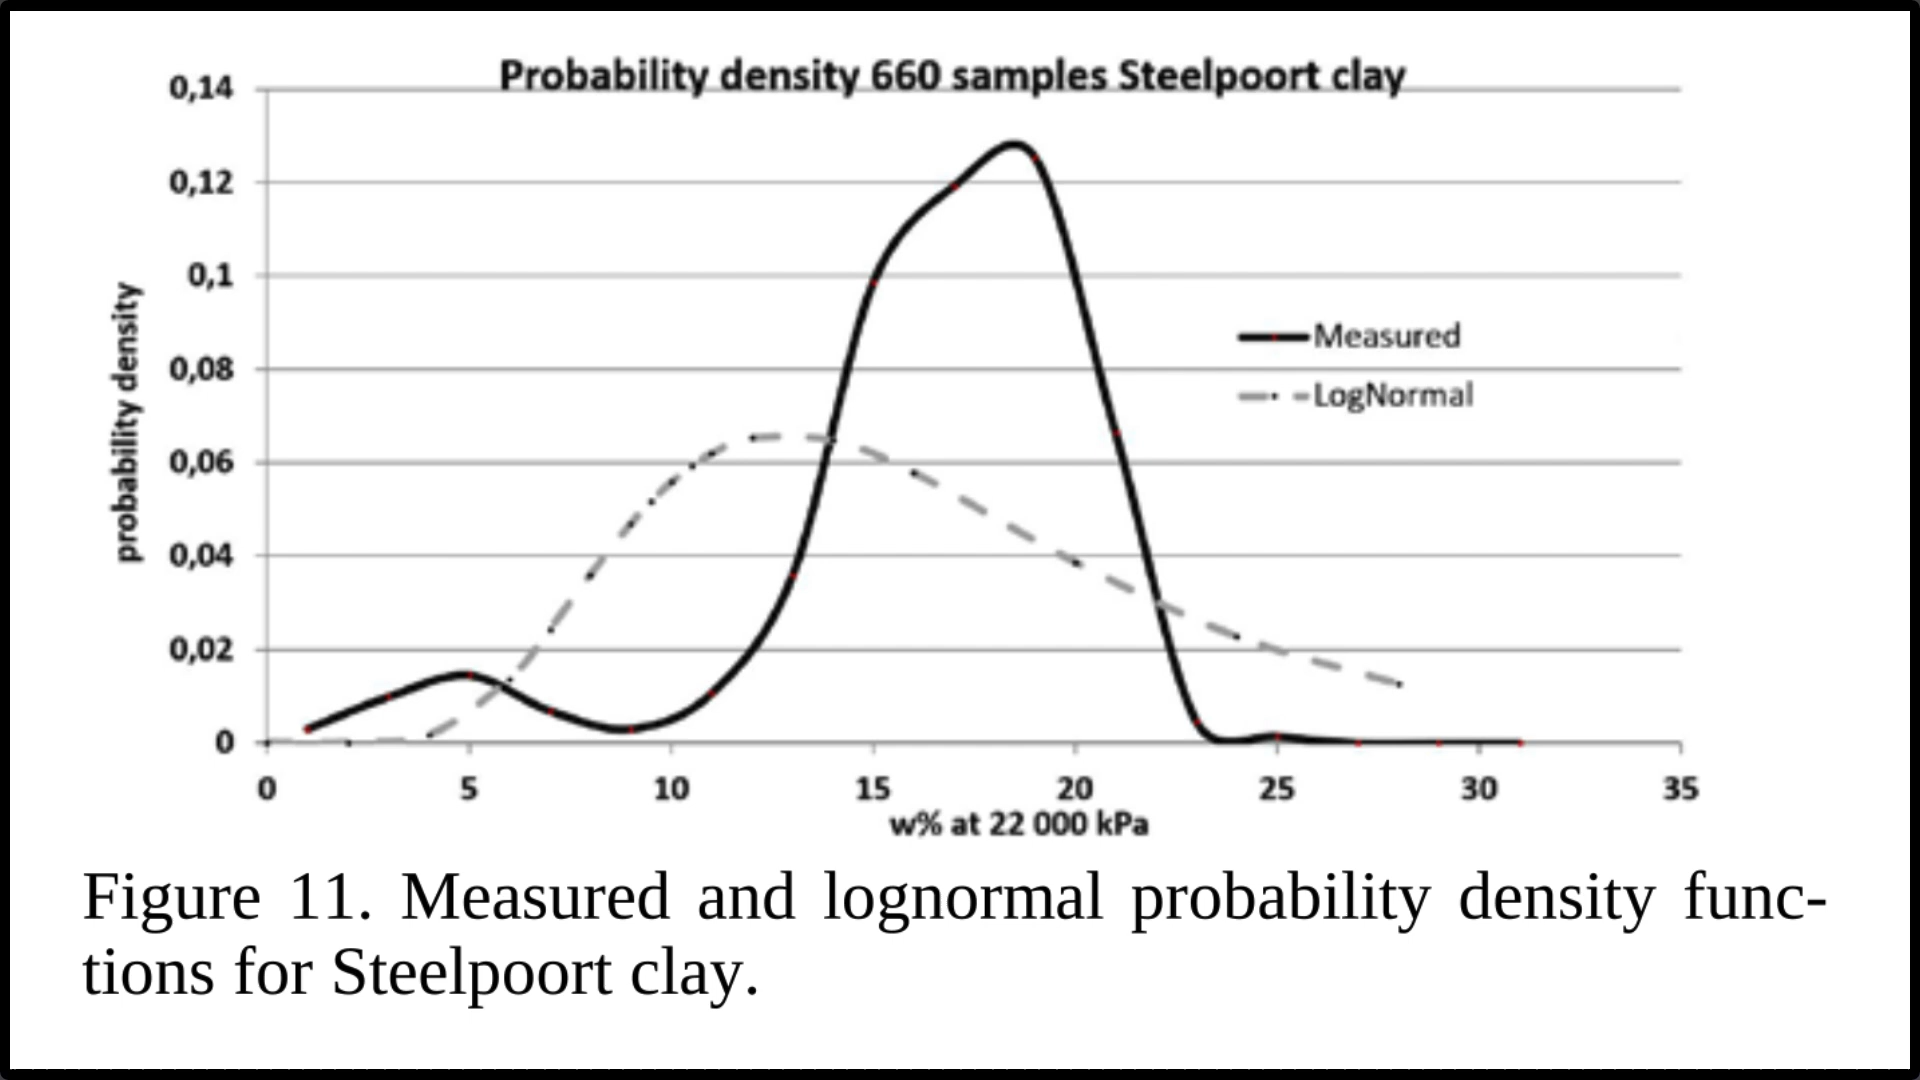 Probability density 660 samples Steelpoort clay
0,14
0,12
0,1
0,08
0,06
0,04
0,02
0
probability density
Measured
LogNormal
0 5 10 15 20 25 30 35
w% at 22 000 kPa
Figure 11. Measured and lognormal probability density func-
tions for Steelpoort clay.